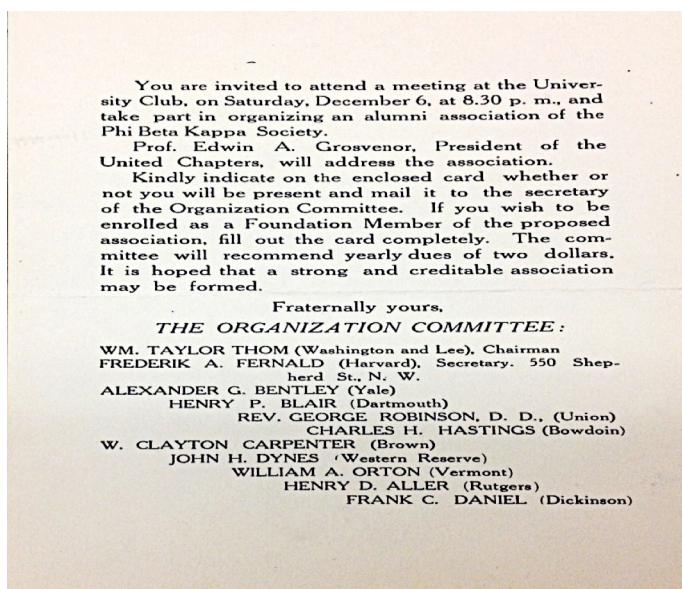 You are invited to attend a meeting at the Univer-
sity Club, on Saturday, December 6, at 8.30 p. m., and
take part in organizing an alumni association of the
Phi Beta Kappa Society.
Prof. Edwin A. Grosvenor, President of the
United Chapters, will address the association.
Kindly indicate on the enclosed card whether or
not you will be present and mail it to the secretary
of the Organization Committee. If you wish to be
enrolled as a Foundation Member of the proposed
association, fill out the card completely. The com-
mittee will recommend yearly dues of two dollars.
It is hoped that a strong and creditable association
may be formed.
Fraternally yours,
THE ORGANIZATION COMMITTEE:
WM. TAYLOR THOM (Washington and Lee), Chairman
FREDERIK A. FERNALD (Harvard), Secretary. 550 Shep-
herd St., N. W.
ALEXANDER G. BENTLEY (Yale)
HENRY P. BLAIR (Dartmouth)
REV. GEORGE ROBINSON, D. D., (Union)
CHARLES H. HASTINGS (Bowdoin)
W. CLAYTON CARPENTER (Brown)
JOHN H. DYNES (Western Reserve)
WILLIAM A. ORTON (Vermont)
HENRY D. ALLER (Rutgers)
FRANK C. DANIEL (Dickinson)